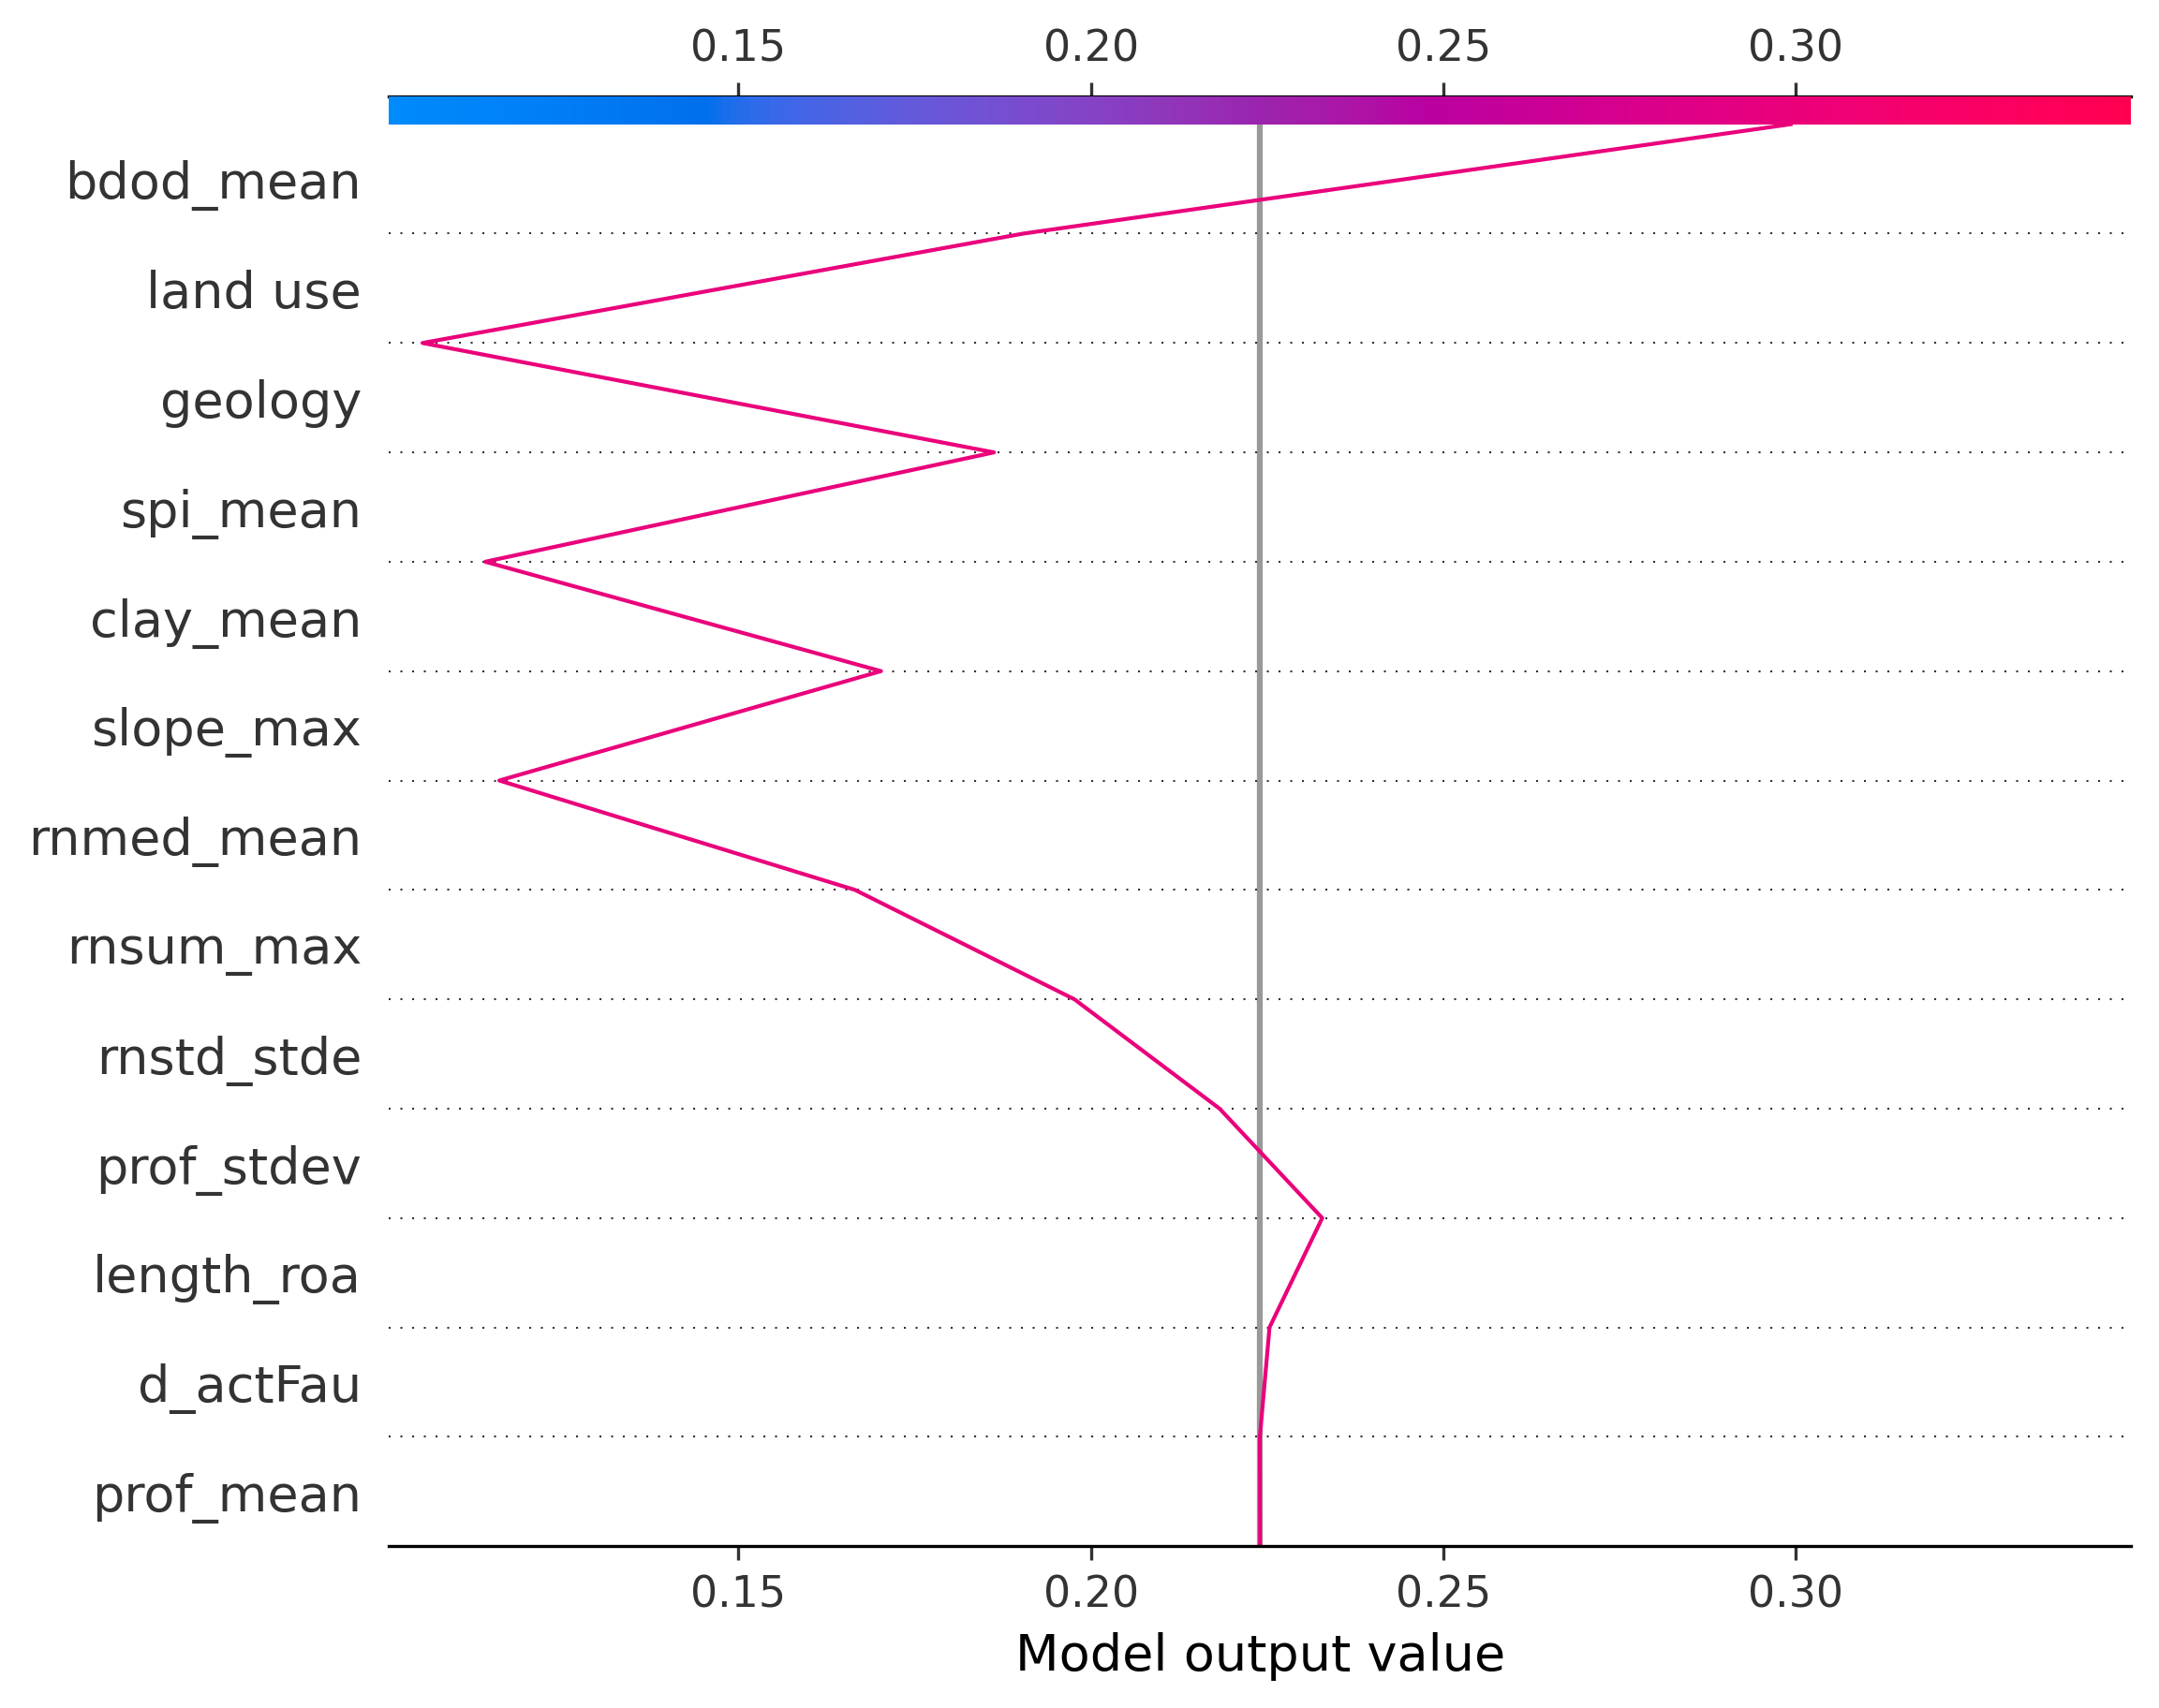 0.15 0.20 0.25 0.30
bdod_mean
land use
geology
spi_mean
clay_mean
slope_max
rnmed_mean
rnsum_max
rnstd_stde
prof_stdev
length_roa
d_actFau
prof_mean
0.15 0.20 0.25 0.30
Model output value